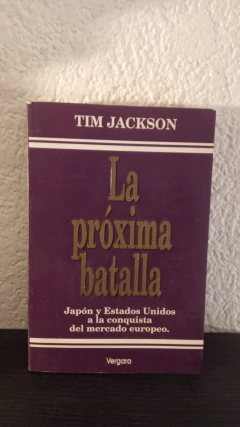 TIM JACKSON
La
próxima
batalla
Japón y Estados Unidos
a la conquista
del mercado europeo.
Vergara